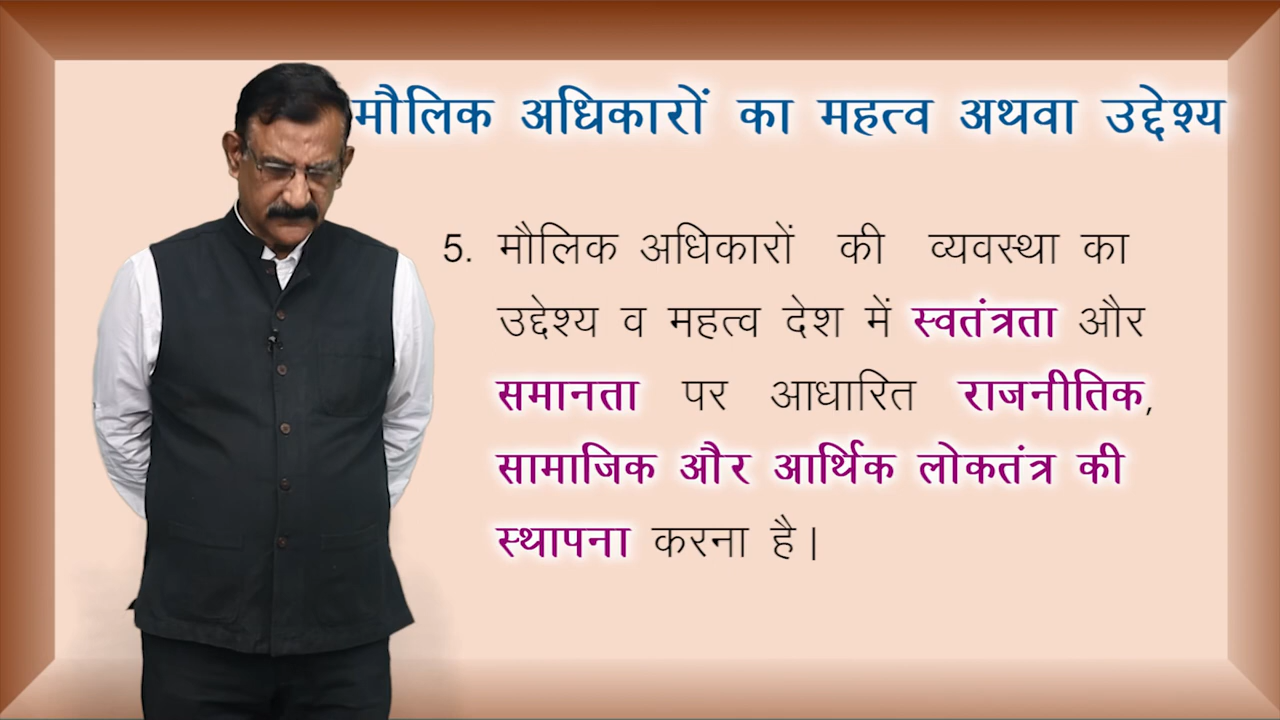 मौलिक अधिकारों का महत्व अथवा उद्देश्य
5. मौलिक अधिकारों की व्यवस्था का
उद्देश्य व महत्व देश में स्वतंत्रता और
समानता पर आधारित राजनीतिक,
सामाजिक और आर्थिक लोकतंत्र की
स्थापना करना है।